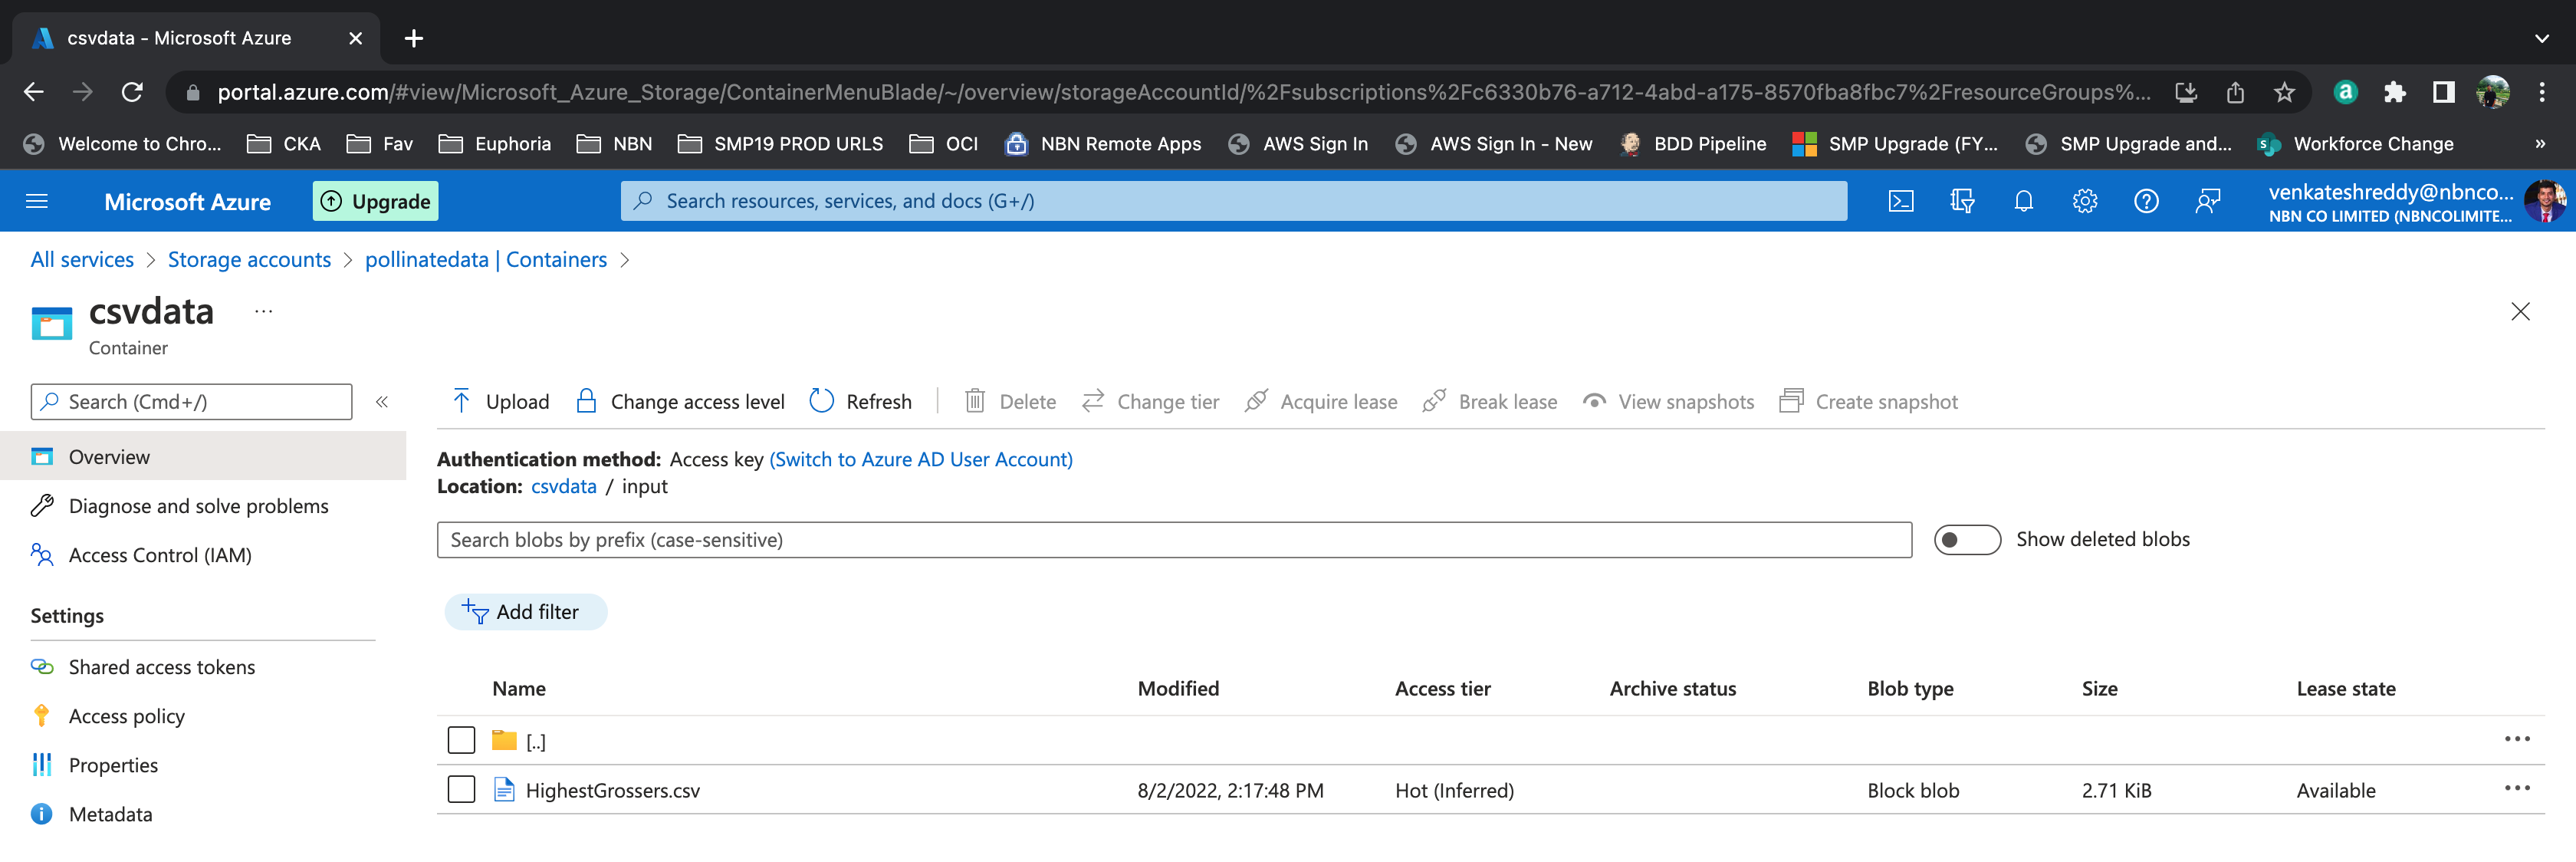 csvdata - Microsoft Azure
portal.azure.com/#view/Microsoft_Azure_Storage/ContainerMenuBlade/~/overview/storageAccountId/%2Fsubscriptions%2Fc6330b76-a712-4abd-a175-8570fba8fbc7%2FresourceGroups%...
Welcome to Chro... CKA Fav Euphoria NBN SMP19 PROD URLS OCI NBN Remote Apps AWS Sign In AWS Sign In - New BDD Pipeline SMP Upgrade (FY... SMP Upgrade and... Workforce Change »
Microsoft Azure Upgrade Search resources, services, and docs (G+/) venkateshreddy@nbnco...
NBN CO LIMITED (NBNCOLIMITE...
All services > Storage accounts > pollinatedata | Containers >
csvdata ...
Container
Search (Cmd+/) «
Upload Change access level Refresh Delete Change tier Acquire lease Break lease View snapshots Create snapshot
Overview
Diagnose and solve problems
Access Control (IAM)
Settings
Shared access tokens
Access policy
Properties
Metadata
Authentication method: Access key (Switch to Azure AD User Account)
Location: csvdata / input
Search blobs by prefix (case-sensitive) Show deleted blobs
Add filter
Name Modified Access tier Archive status Blob type Size Lease state
[..]
HighestGrossers.csv 8/2/2022, 2:17:48 PM Hot (Inferred) Block blob 2.71 KiB Available